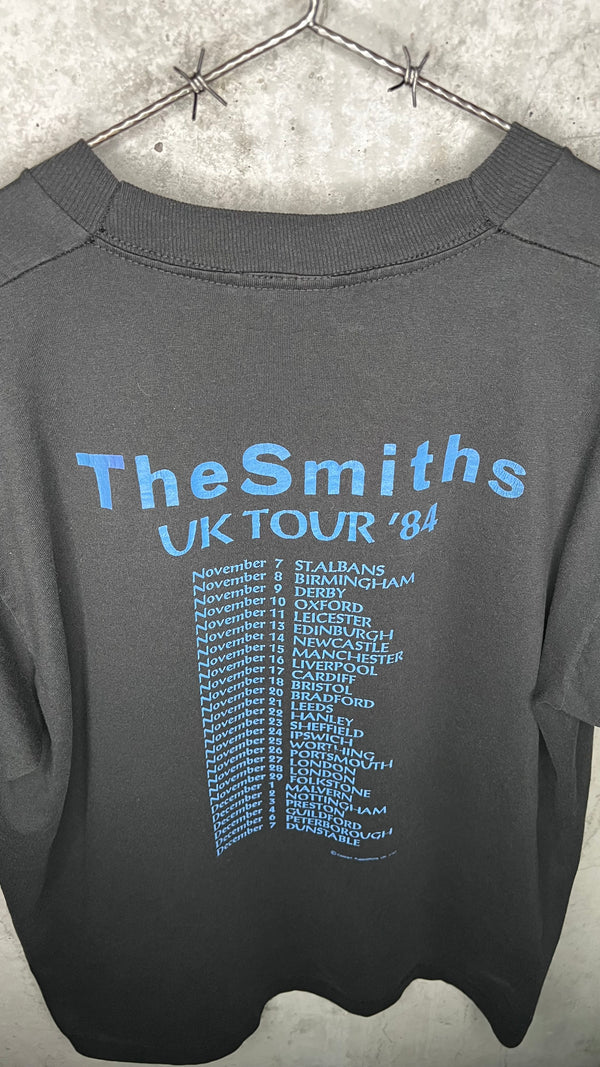 TheSmiths
UK TOUR '84
November 7 ST.ALBANS
November 8 BIRMINGHAM
November 9 DERBY
November 10 OXFORD
November 11 LEICESTER
November 13 EDINBURGH
November 14 NEWCASTLE
November 15 MANCHESTER
November 16 LIVERPOOL
November 17 CARDIFF
November 18 BRISTOL
November 20 BRADFORD
November 21 LEEDS
November 22 HANLEY
November 23 SHEFFIELD
November 24 IPSWICH
November 25 WORTHING
November 26 PORTSMOUTH
November 27 LONDON
November 28 LONDON
November 29 FOLKSTONE
December 1 MALVERN
December 2 NOTTINGHAM
December 3 PRESTON
December 4 GUILDFORD
December 6 PETERBOROUGH
December 7 DUNSTABLE